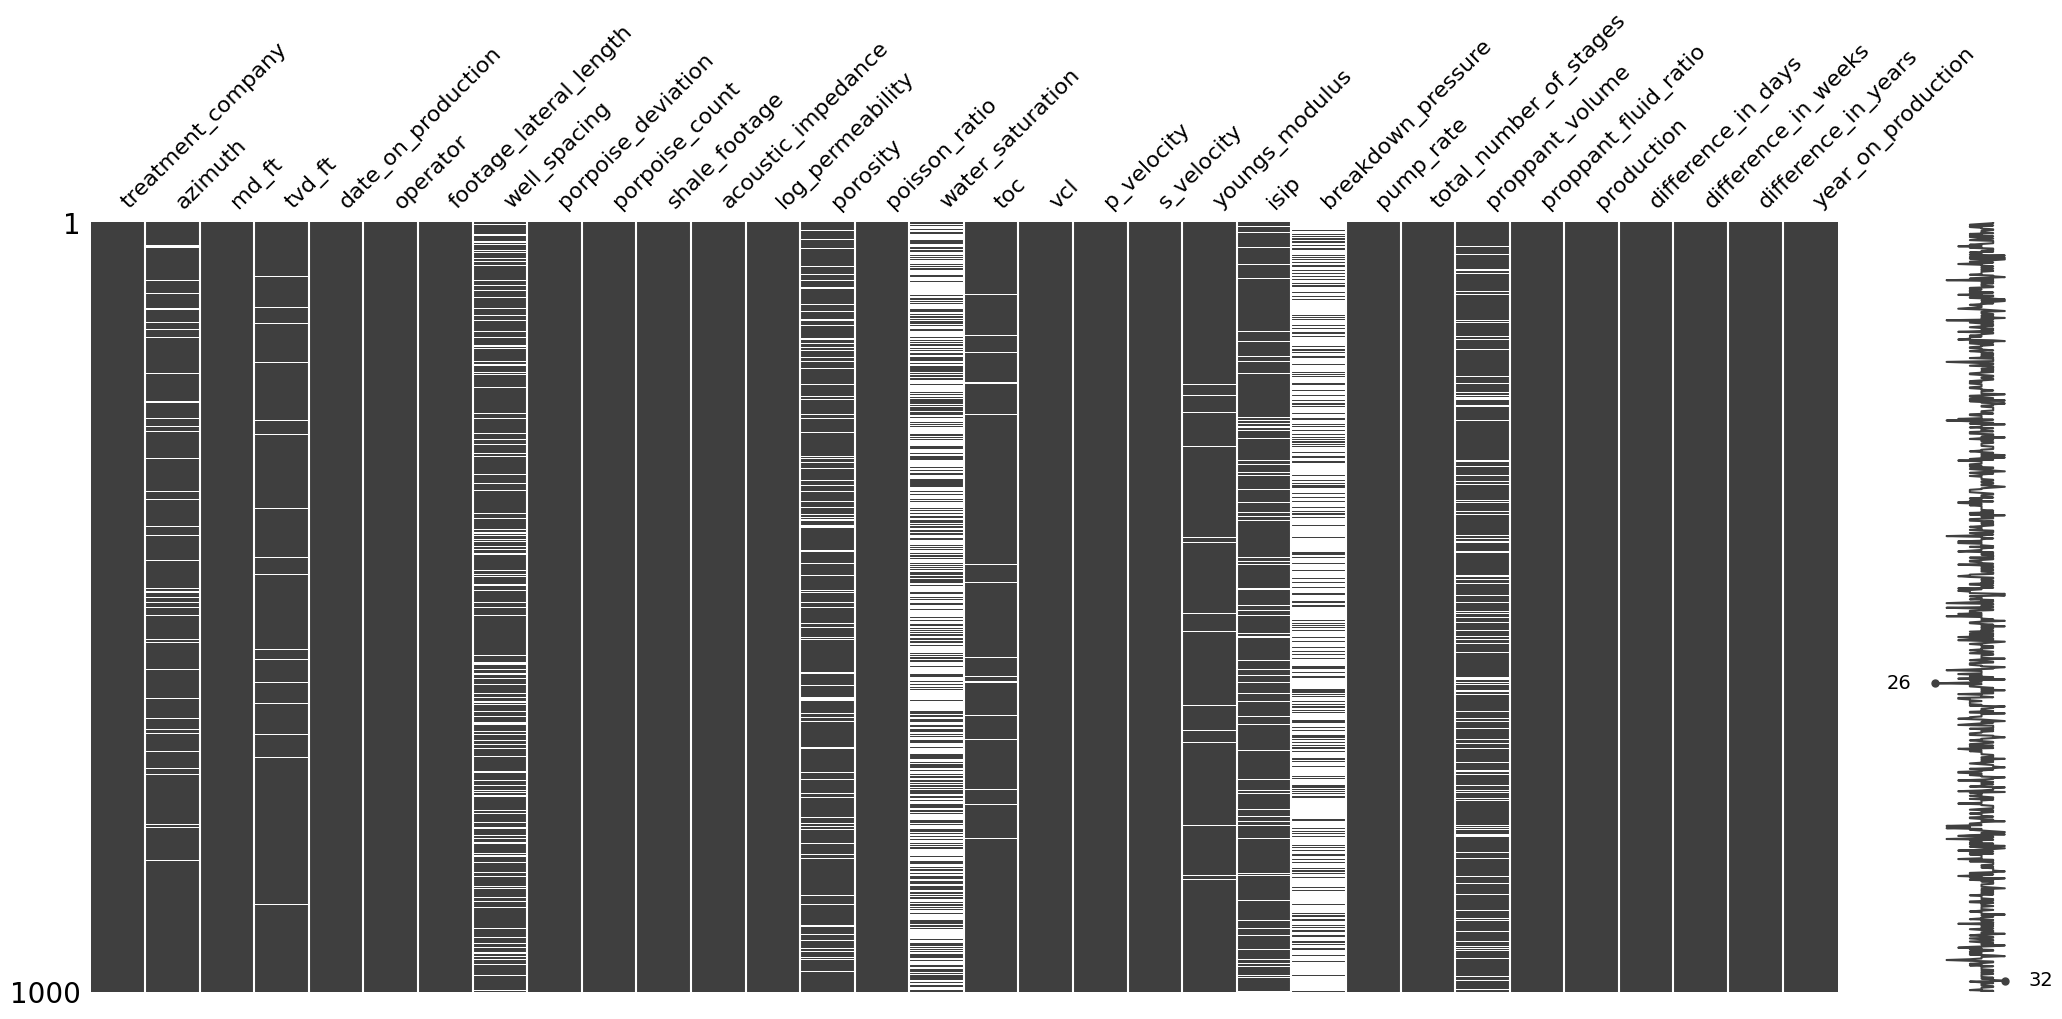 treatment_company
azimuth
md_ft
tvd_ft
date_on_production
operator
footage_lateral_length
well_spacing
porpoise_deviation
porpoise_count
shale_footage
acoustic_impedance
log_permeability
porosity
poisson_ratio
water_saturation
toc
vcl
p_velocity
s_velocity
youngs_modulus
isip
breakdown_pressure
pump_rate
total_number_of_stages
proppant_volume
proppant_fluid_ratio
production
difference_in_days
difference_in_weeks
difference_in_years
year_on_production
1
26
32
1000